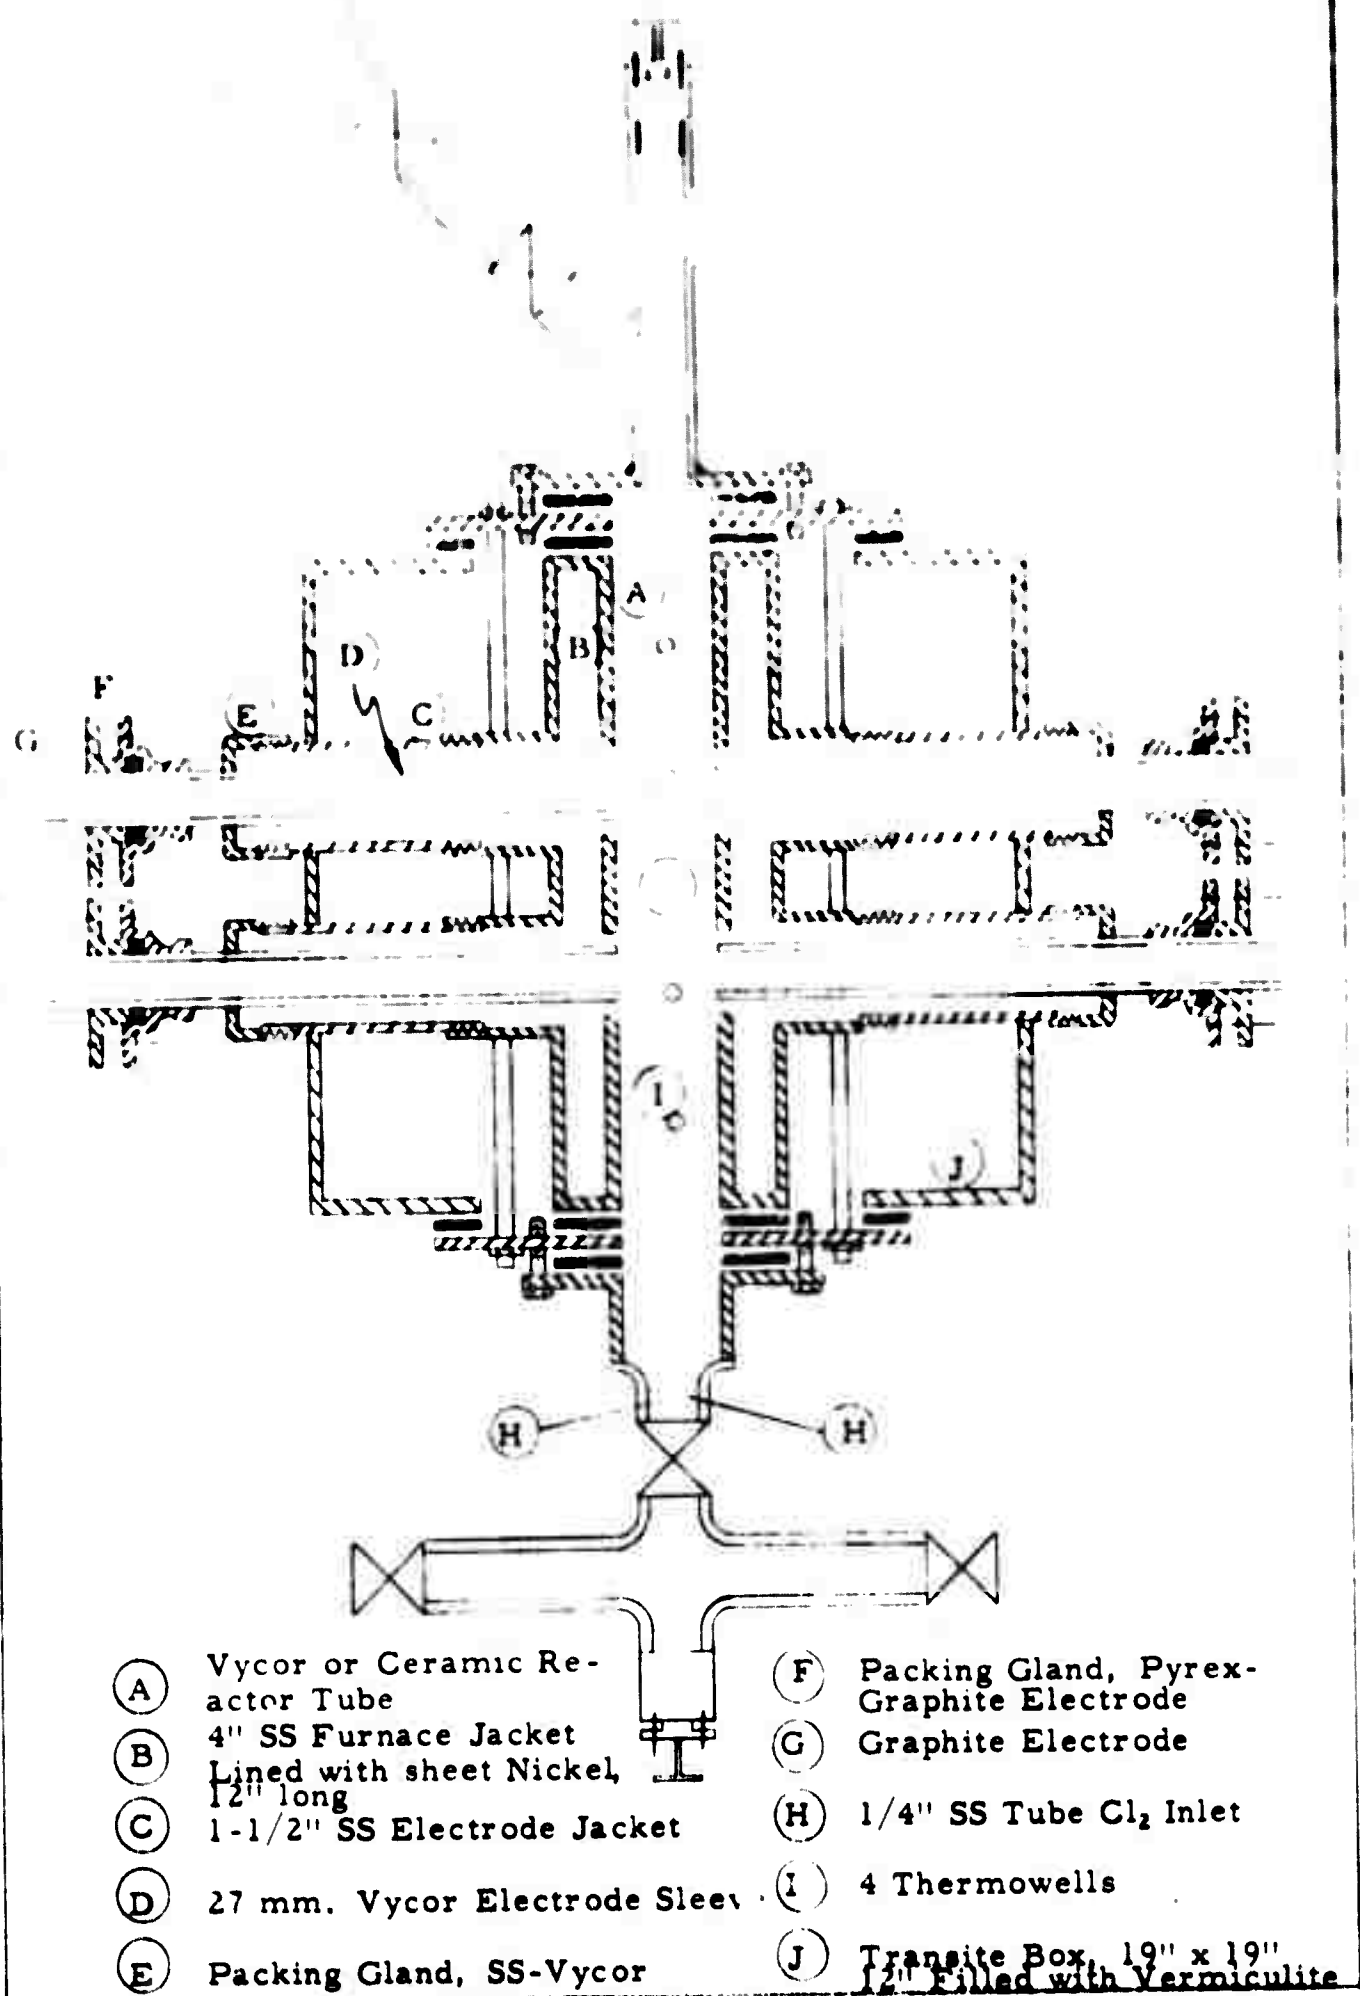 A
B
D
C
E
F
G
I
J
H
H
A Vycor or Ceramic Re-
actor Tube
B 4" SS Furnace Jacket
Lined with sheet Nickel,
12" long
C 1-1/2" SS Electrode Jacket
D 27 mm. Vycor Electrode
E Packing Gland, SS-Vycor
F Packing Gland, Pyrex-
Graphite Electrode
G Graphite Electrode
H 1/4" SS Tube Cl₂ Inlet
I 4 Thermowells
J Transite Box, 19" x 19"
12" Filled with Vermiculite